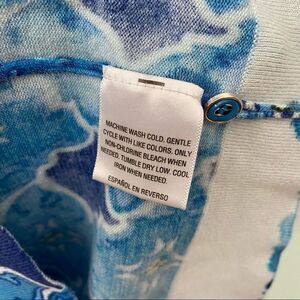 MACHINE WASH COLD. GENTLE
CYCLE WITH LIKE COLORS. ONLY
NON-CHLORINE BLEACH WHEN
NEEDED. TUMBLE DRY LOW. COOL
IRON WHEN NEEDED.
ESPAÑOL EN REVERSO